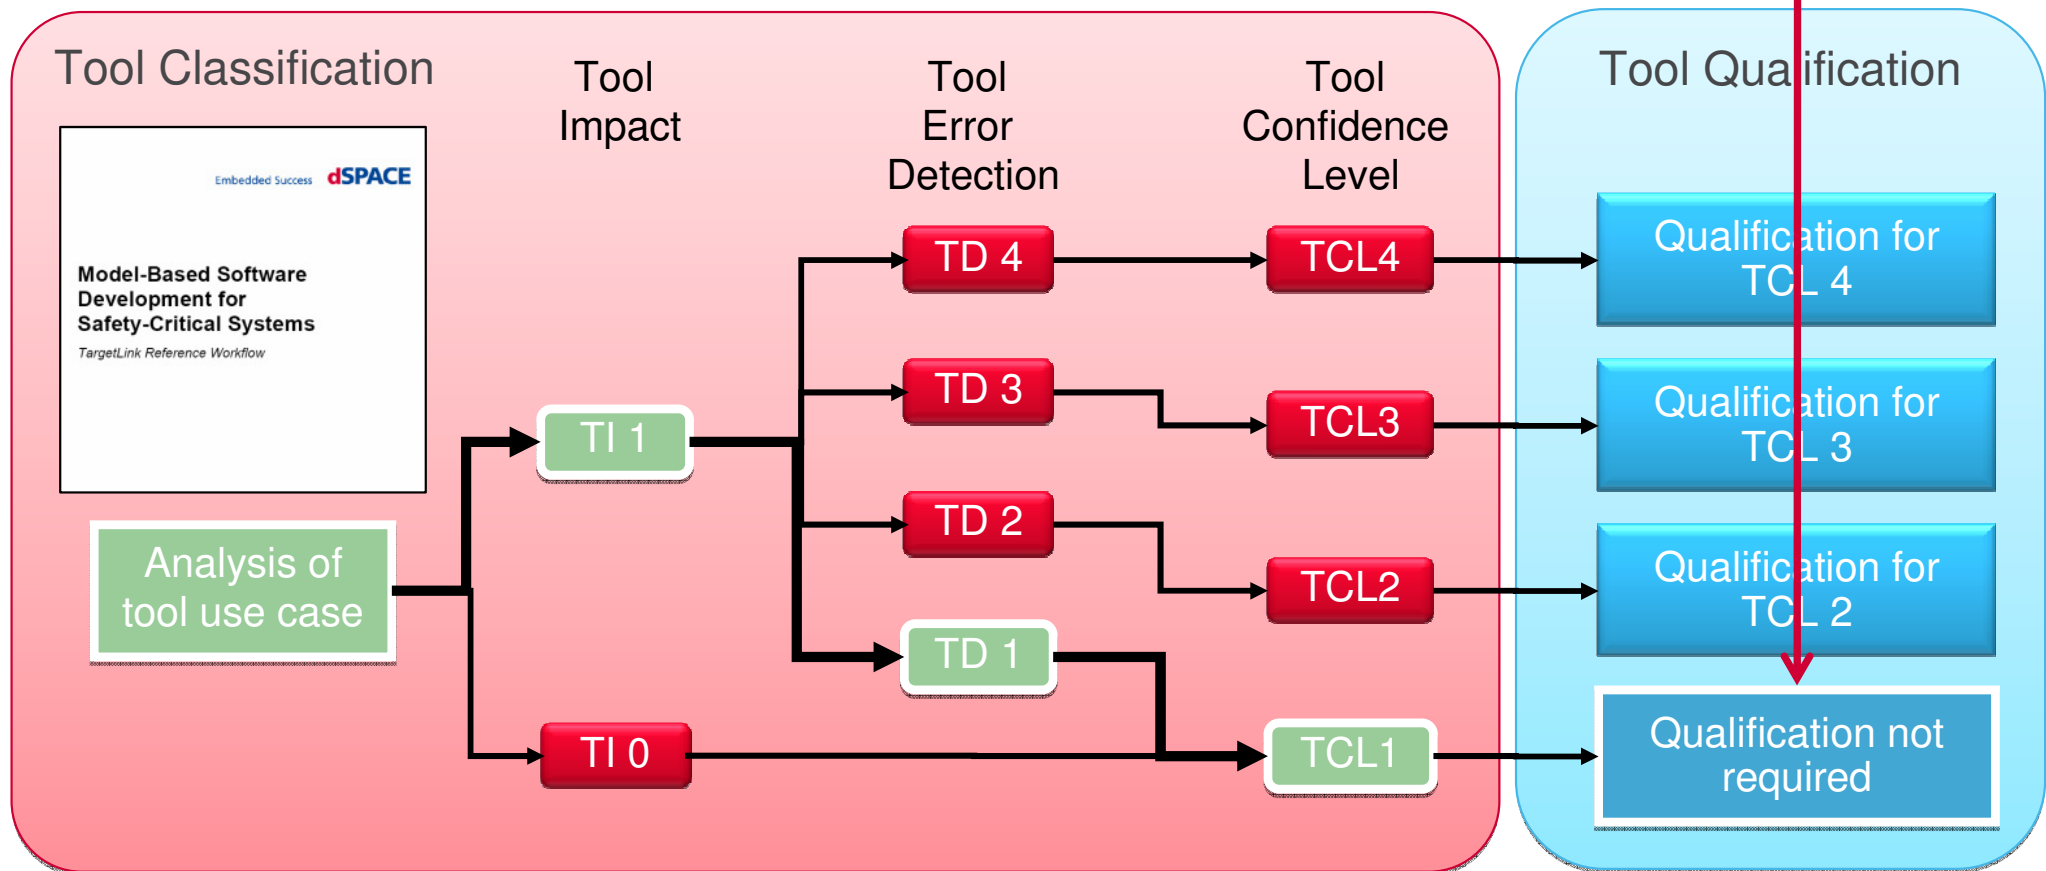 Tool Classification
Tool
Impact
Tool
Error
Detection
Tool
Confidence
Level
Tool Qualification
Embedded Success dSPACE
Model-Based Software
Development for
Safety-Critical Systems
TargetLink Reference Workflow
Analysis of
tool use case
TI 1
TI 0
TD 4
TD 3
TD 2
TD 1
TCL4
TCL3
TCL2
TCL1
Qualification for
TCL 4
Qualification for
TCL 3
Qualification for
TCL 2
Qualification not
required